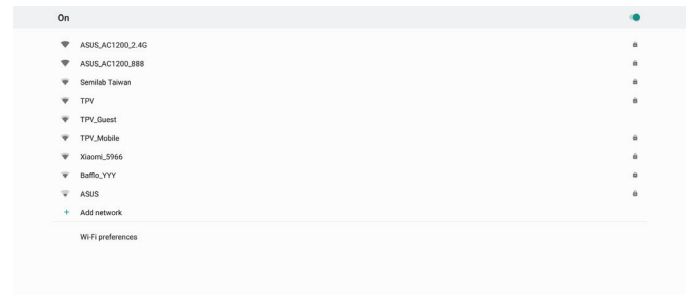 On
ASUS_AC1200_2.4G
ASUS_AC1200_888
Semilab Taiwan
TPV
TPV_Guest
TPV_Mobile
Xiaomi_5966
Bafflo_YYY
ASUS
Add network
Wi-Fi preferences